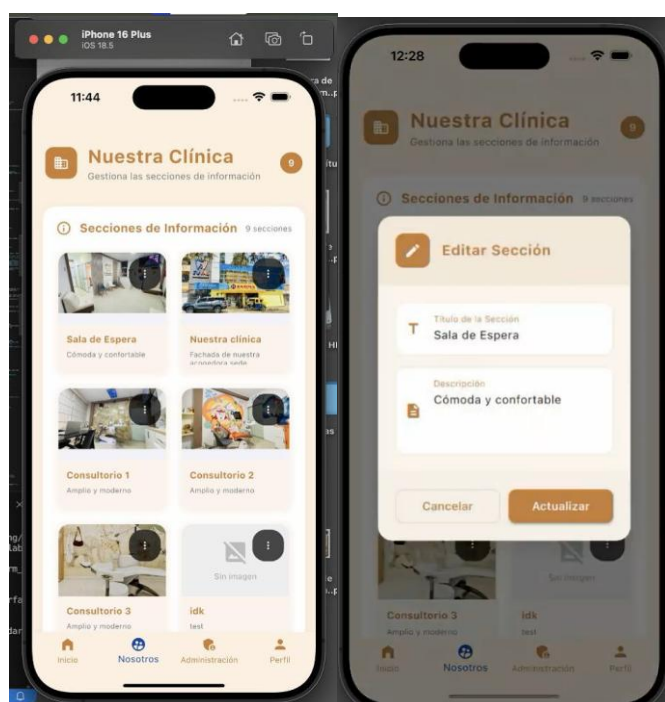 iPhone 16 Plus
iOS 18.5
11:44
Nuestra Clínica
Gestiona las secciones de información
9
Secciones de Información 9 secciones
Sala de Espera
Cómoda y confortable
Nuestra clínica
Fachada de nuestra
acogedora sede
Consultorio 1
Amplio y moderno
Consultorio 2
Amplio y moderno
Consultorio 3
Amplio y moderno
Sin imagen
idk
test
Inicio
Nosotros
Administración
Perfil
12:28
Nuestra Clínica
Gestiona las secciones de información
9
Secciones de Información 9 secciones
Editar Sección
Título de la Sección
Sala de Espera
Descripción
Cómoda y confortable
Cancelar
Actualizar
Sin imagen
Consultorio 3
Amplio y moderno
idk
test
Inicio
Nosotros
Administración
Perfil